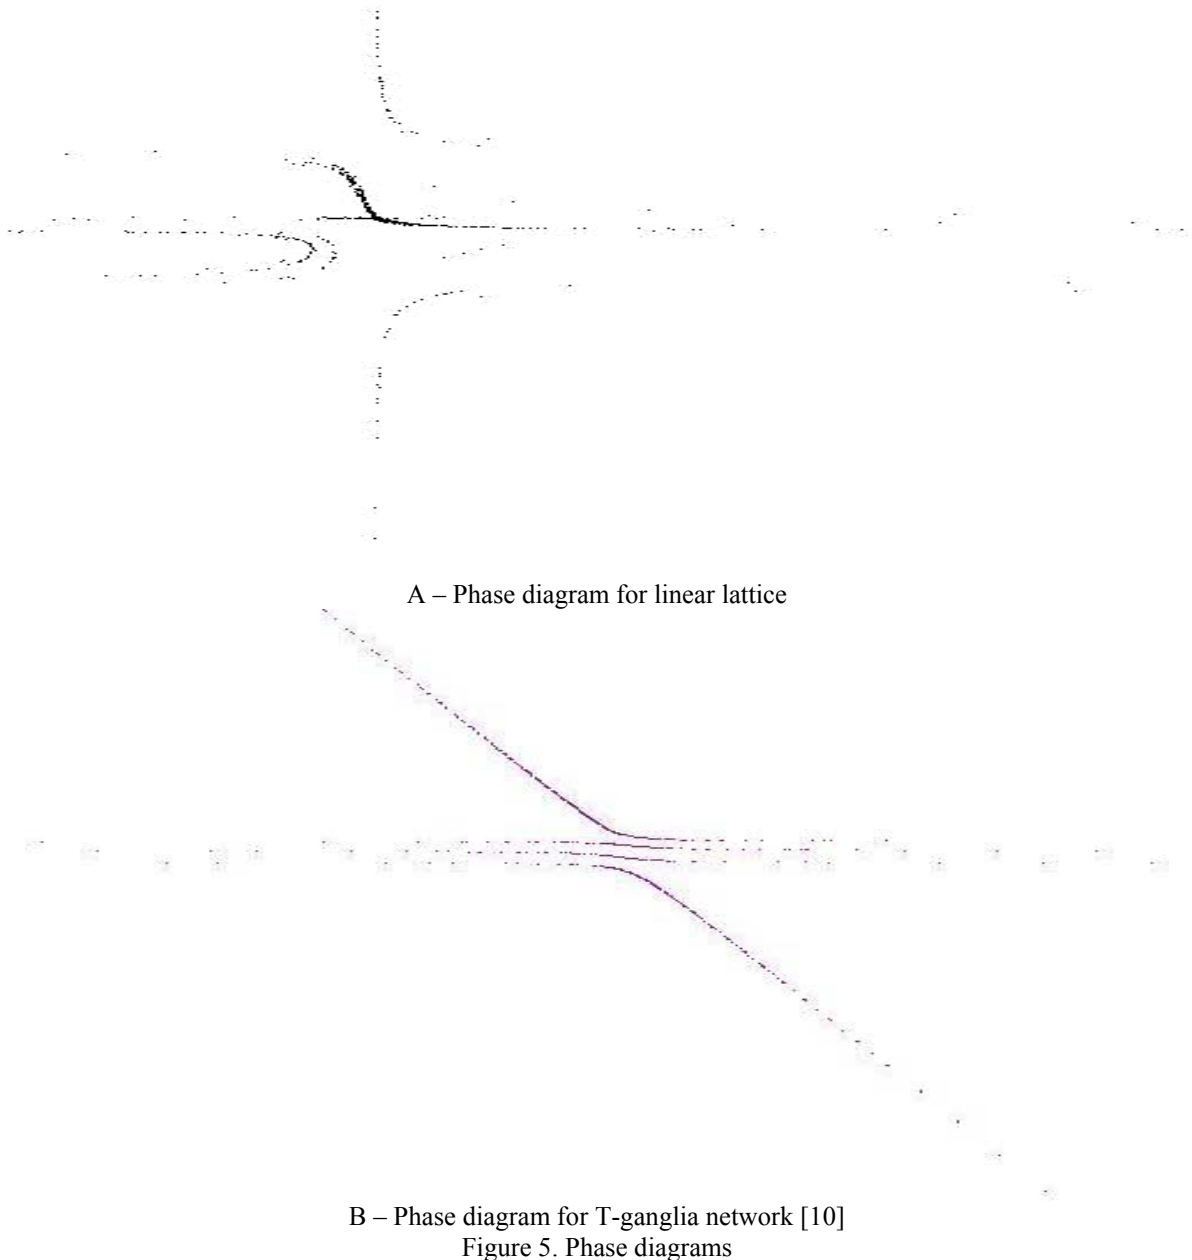 A – Phase diagram for linear lattice
B – Phase diagram for T-ganglia network [10]
Figure 5. Phase diagrams